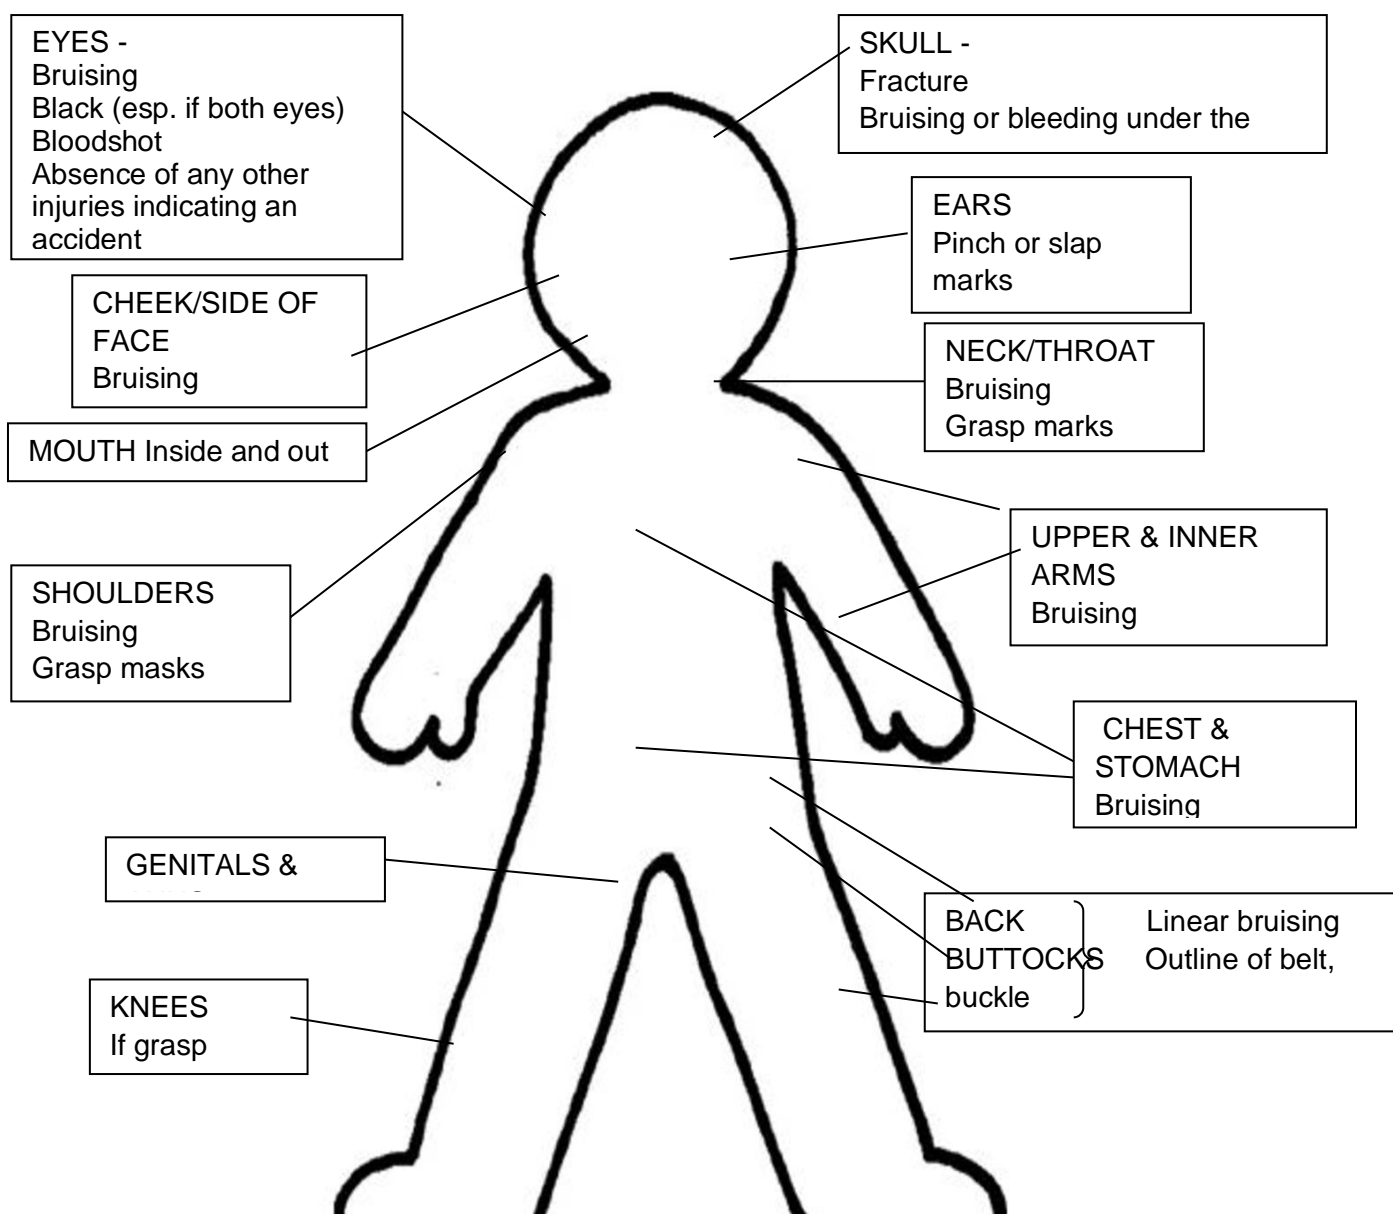 EYES -
Bruising
Black (esp. if both eyes)
Bloodshot
Absence of any other
injuries indicating an
accident
SKULL -
Fracture
Bruising or bleeding under the
EARS
Pinch or slap
marks
CHEEK/SIDE OF
FACE
Bruising
NECK/THROAT
Bruising
Grasp marks
MOUTH Inside and out
UPPER & INNER
ARMS
Bruising
SHOULDERS
Bruising
Grasp masks
CHEST &
STOMACH
Bruising
GENITALS &
BACK Linear bruising
BUTTOCKS Outline of belt,
buckle
KNEES
If grasp